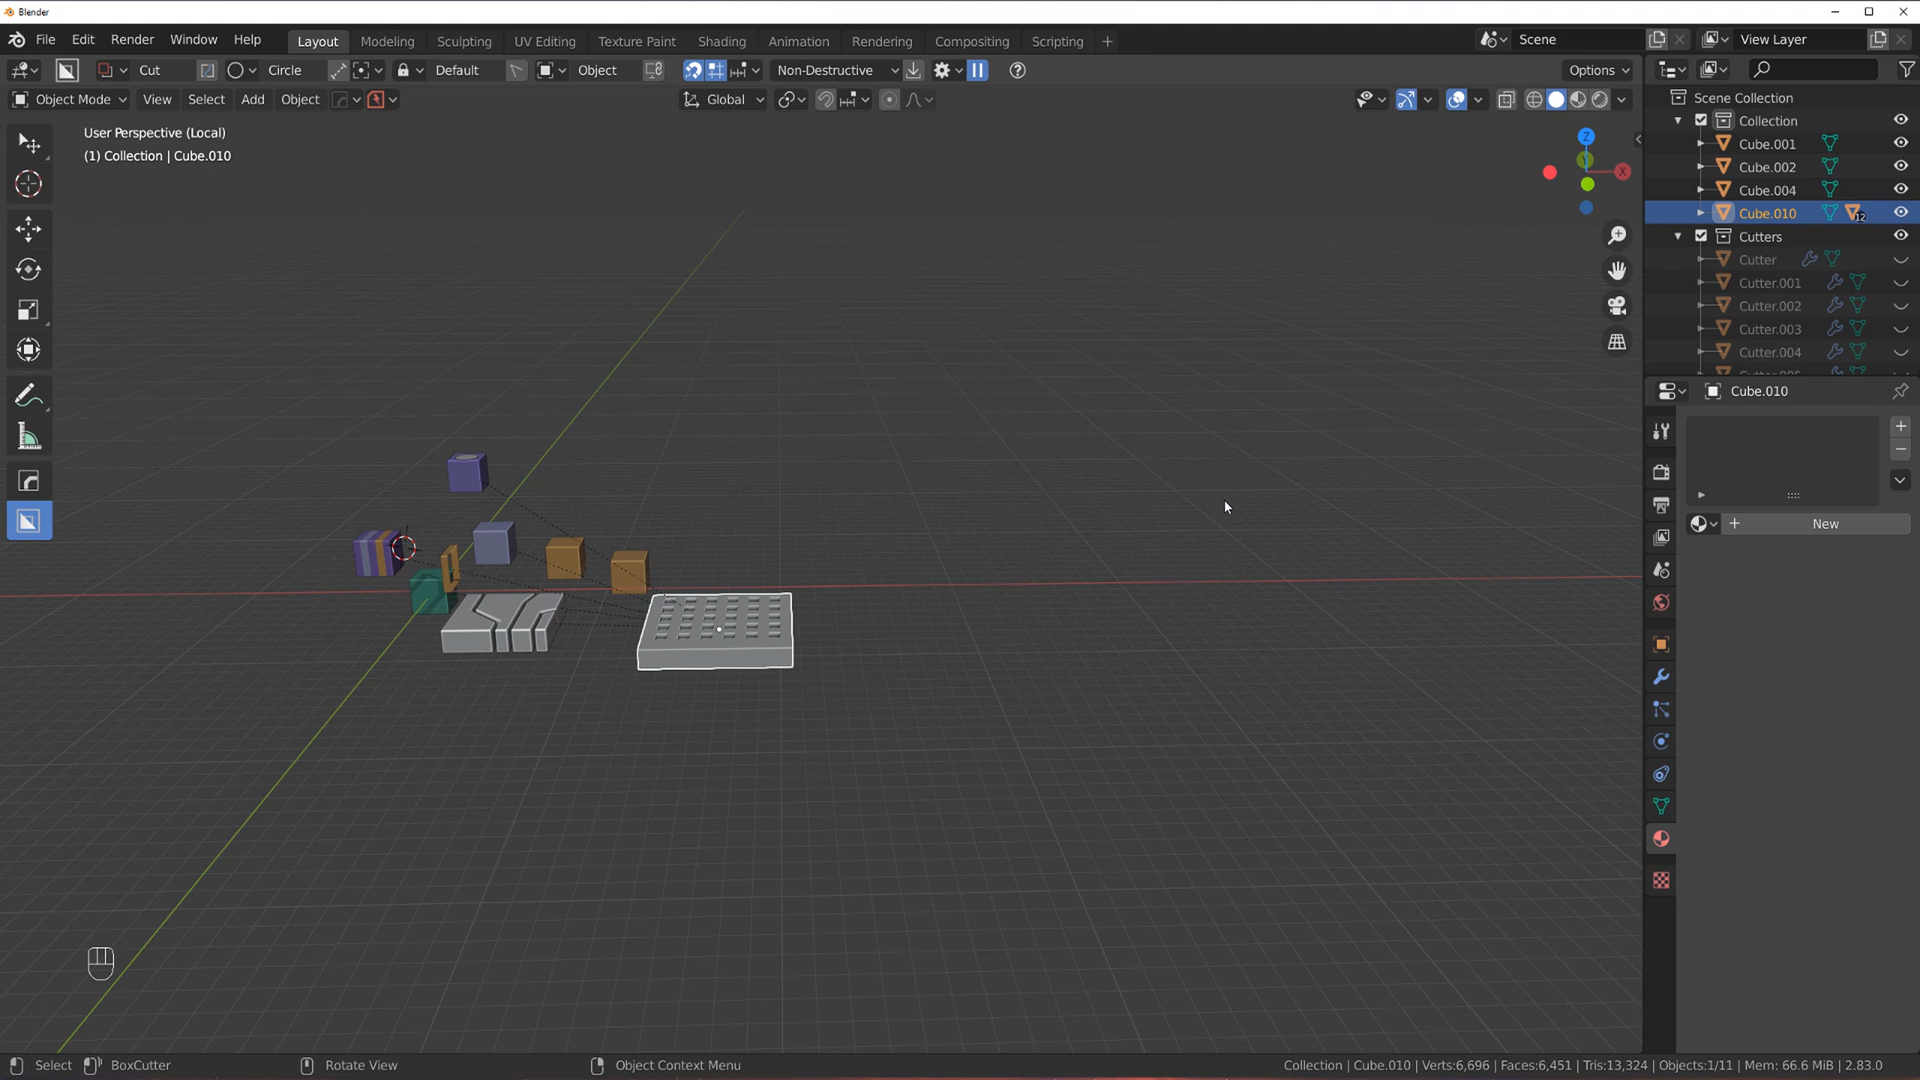 Blender
File Edit Render Window Help Layout Modeling Sculpting UV Editing Texture Paint Shading Animation Rendering Compositing Scripting + Scene View Layer
Cut Circle Default Object Non-Destructive Options
Object Mode View Select Add Object Global
User Perspective (Local)
(1) Collection | Cube.010
Z
X
Scene Collection
Collection
Cube.001
Cube.002
Cube.004
Cube.010 12
Cutters
Cutter
Cutter.001
Cutter.002
Cutter.003
Cutter.004
Cutter.005
Cube.010
New
Select BoxCutter Rotate View Object Context Menu Collection | Cube.010 | Verts:6,696 | Faces:6,451 | Tris:13,324 | Objects:1/11 | Mem: 66.6 MiB | 2.83.0